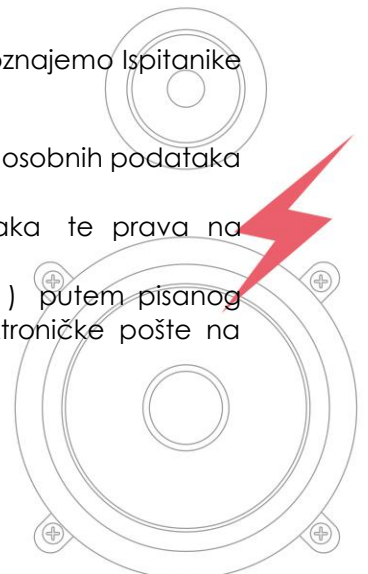 oznajemo Ispitanike
osobnih podataka
aka te prava na
) putem pisanog
troničke pošte na